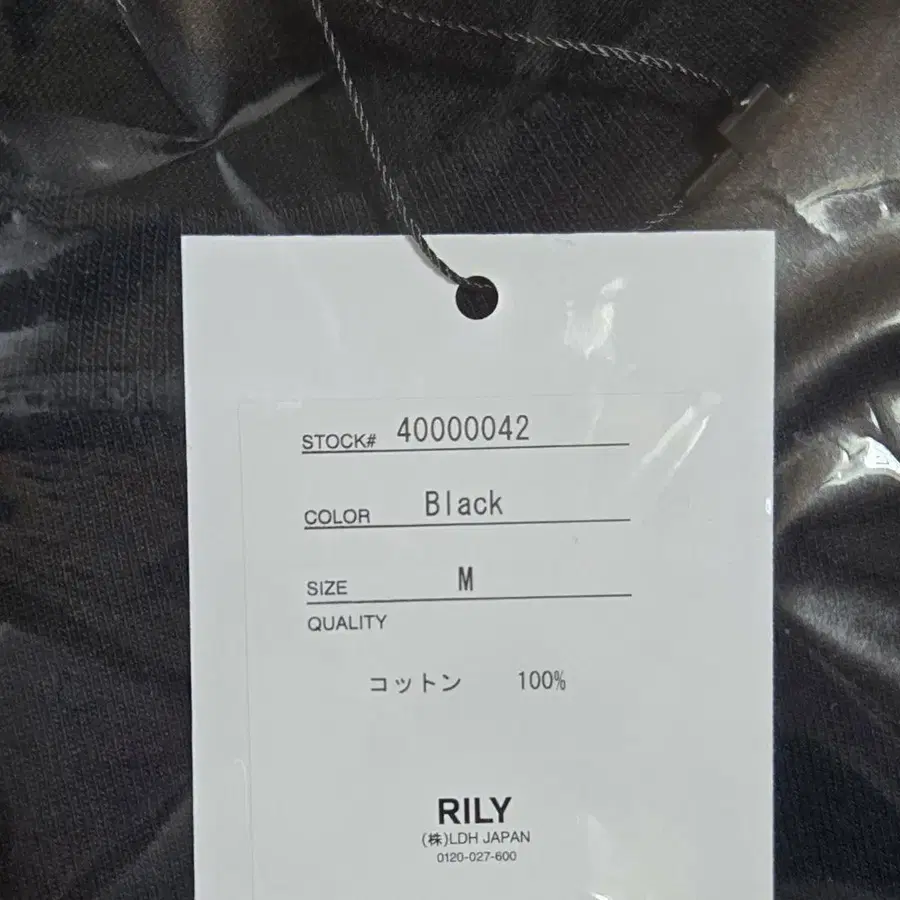 STOCK# 40000042
COLOR Black
SIZE M
QUALITY
コットン 100%
RILY
(株)LDH JAPAN
0120-027-600